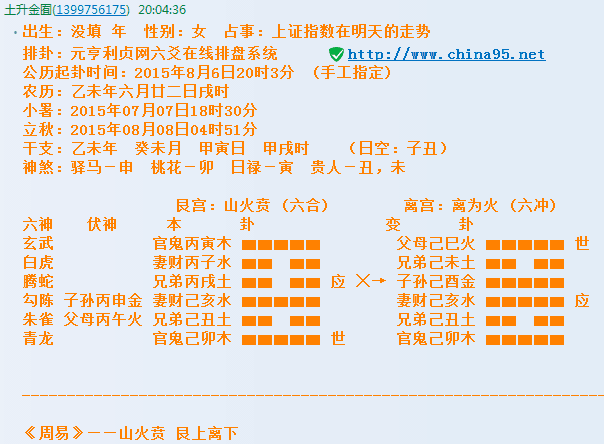 土升金圆(1399756175) 20:04:36
出生：没填 年 性别：女 占事：上证指数在明天的走势
排卦：元亨利贞网六爻在线排盘系统 http://www.china95.net
公历起卦时间：2015年8月6日20时3分 （手工指定）
农历：乙未年六月廿二日戌时
小暑：2015年07月07日18时30分
立秋：2015年08月08日04时51分
干支：乙未年 癸未月 甲寅日 甲戌时 （日空：子丑）
神煞：驿马－申 桃花－卯 日禄－寅 贵人－丑，未
艮宫：山火贲（六合） 离宫：离为火（六冲）
六神 伏神 本 卦 变 卦
玄武 官鬼丙寅木 父母己巳火 世
白虎 妻财丙子水 兄弟己未土
腾蛇 兄弟丙戌土 应 ×→ 子孙己酉金
勾陈 子孙丙申金 妻财己亥水 妻财己亥水 应
朱雀 父母丙午火 兄弟己丑土 兄弟己丑土
青龙 官鬼己卯木 世 官鬼己卯木
《周易》－－山火贲 艮上离下